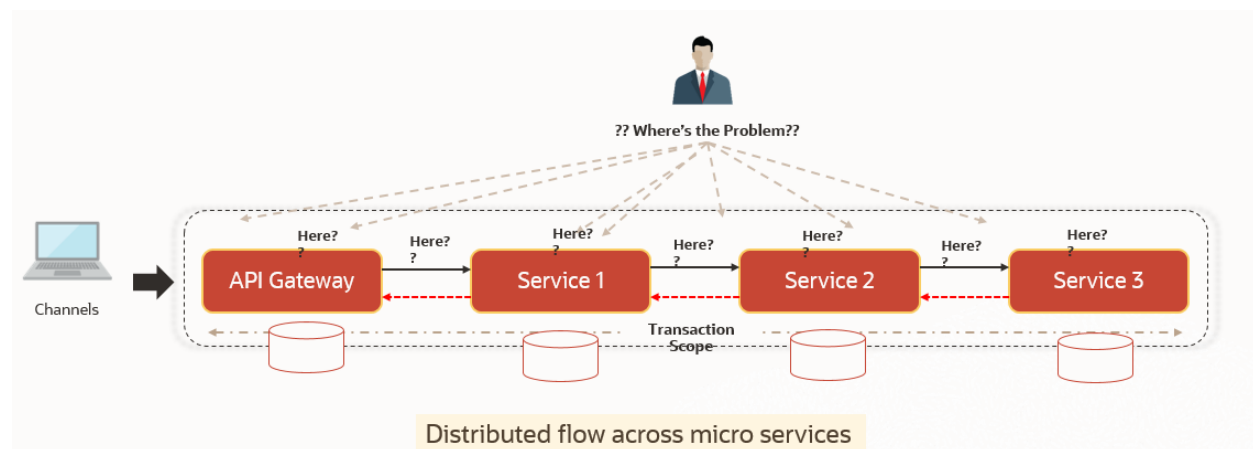 ?? Where's the Problem??
Here?
?
Here?
?
Here?
?
Here?
?
Here?
?
Here?
?
Here?
?
API Gateway
Service 1
Service 2
Service 3
Channels
Transaction
Scope
Distributed flow across micro services